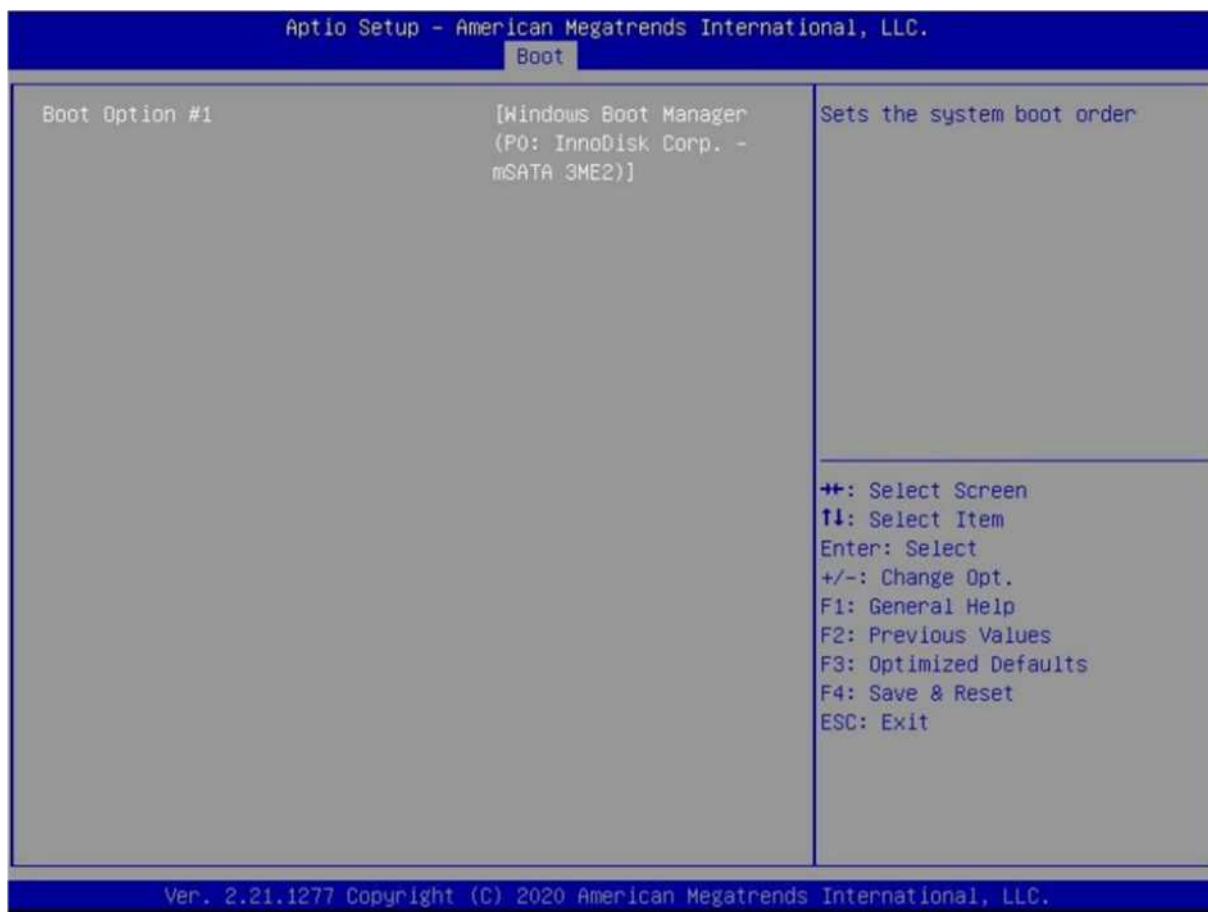 Aptio Setup – American Megatrends International, LLC.
Boot
Boot Option #1
[Windows Boot Manager
(P0: InnoDisk Corp. -
mSATA 3ME2)]
Sets the system boot order
→←: Select Screen
↑↓: Select Item
Enter: Select
+/-: Change Opt.
F1: General Help
F2: Previous Values
F3: Optimized Defaults
F4: Save & Reset
ESC: Exit
Ver. 2.21.1277 Copyright (C) 2020 American Megatrends International, LLC.